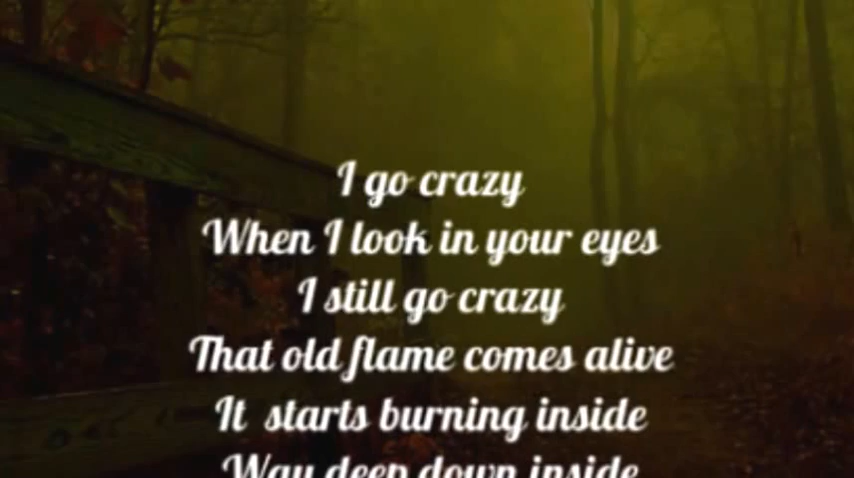 I go crazy
When I look in your eyes
I still go crazy
That old flame comes alive
It starts burning inside
Way deep down inside